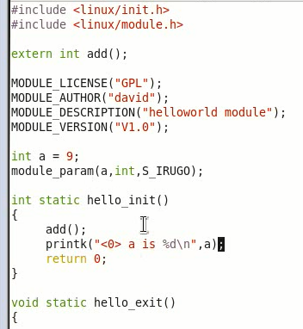 #include <linux/init.h>
#include <linux/module.h>
extern int add();
MODULE_LICENSE("GPL");
MODULE_AUTHOR("david");
MODULE_DESCRIPTION("helloworld module");
MODULE_VERSION("V1.0");
int a = 9;
module_param(a,int,S_IRUGO);
int static hello_init()
{
add();
printk("<0> a is %d\n",a);
return 0;
}
void static hello_exit()
{